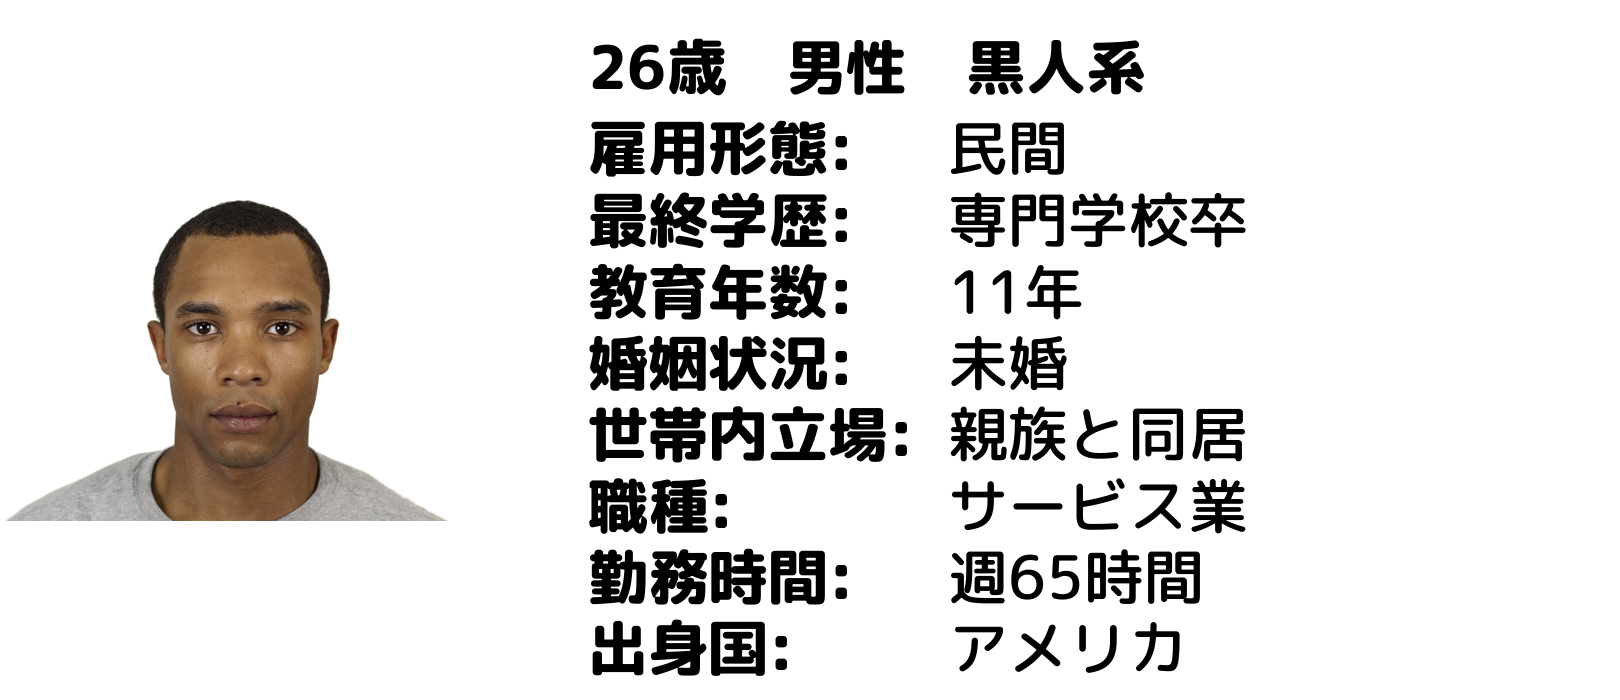 26歳　男性　黒人系
雇用形態:　民間
最終学歴:　専門学校卒
教育年数:　11年
婚姻状況:　未婚
世帯内立場:　親族と同居
職種:　サービス業
勤務時間:　週65時間
出身国:　アメリカ